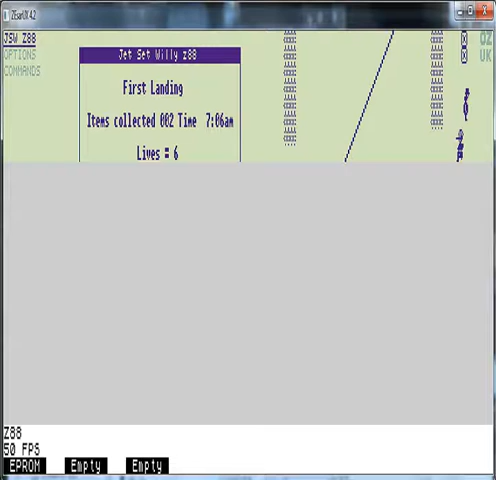 ZEsarUX 4.2
JSW Z88
OPTIONS
COMMANDS
Jet Set Willy z88
First Landing
Items collected 002 Time 7:06am
Lives = 6
OZ
UK
Z88
50 FPS
EPROM Empty Empty